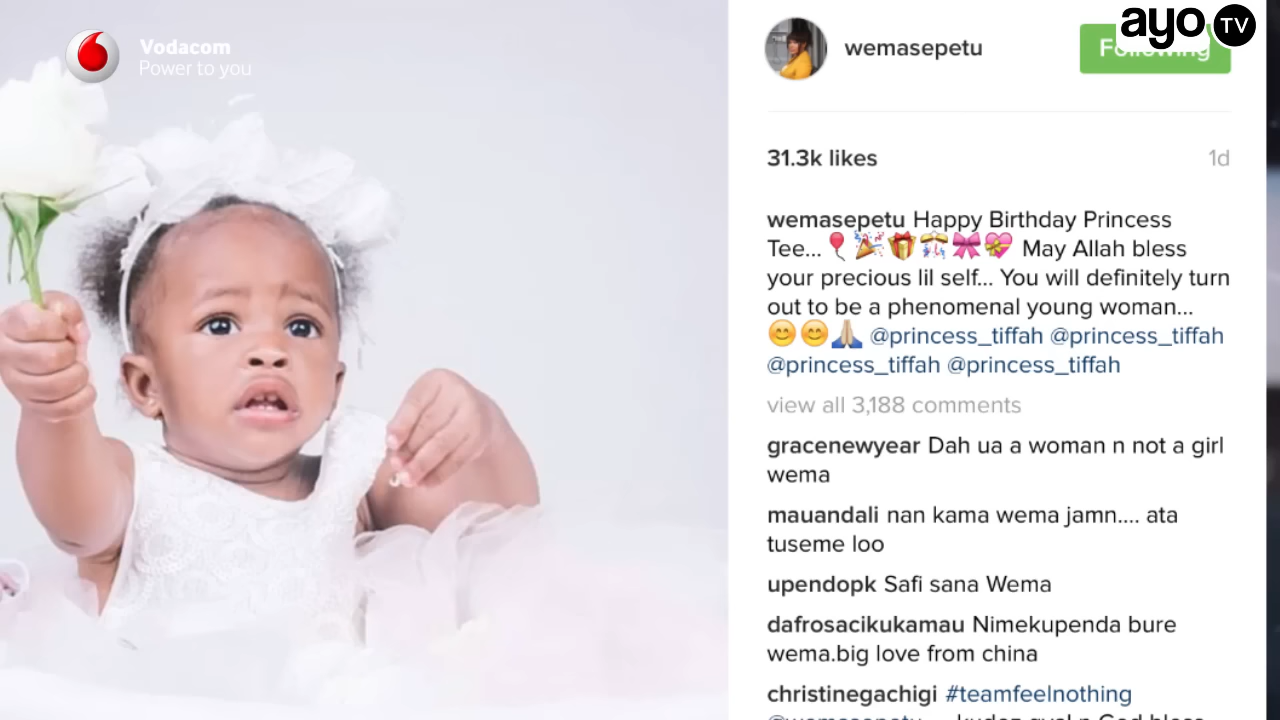 Vodacom
Power to you
ayo TV
wemasepetu
Following
31.3k likes
1d
wemasepetu Happy Birthday Princess
Tee...🎈🎉🎁🎊🎀💝 May Allah bless
your precious lil self... You will definitely turn
out to be a phenomenal young woman...
😊😊🙏🏼 @princess_tiffah @princess_tiffah
@princess_tiffah @princess_tiffah
view all 3,188 comments
gracenewyear Dah ua a woman n not a girl
wema
mauandali nan kama wema jamn.... ata
tuseme loo
upendopk Safi sana Wema
dafrosacikukamau Nimekupenda bure
wema.big love from china
christinegachigi #teamfeelnothing